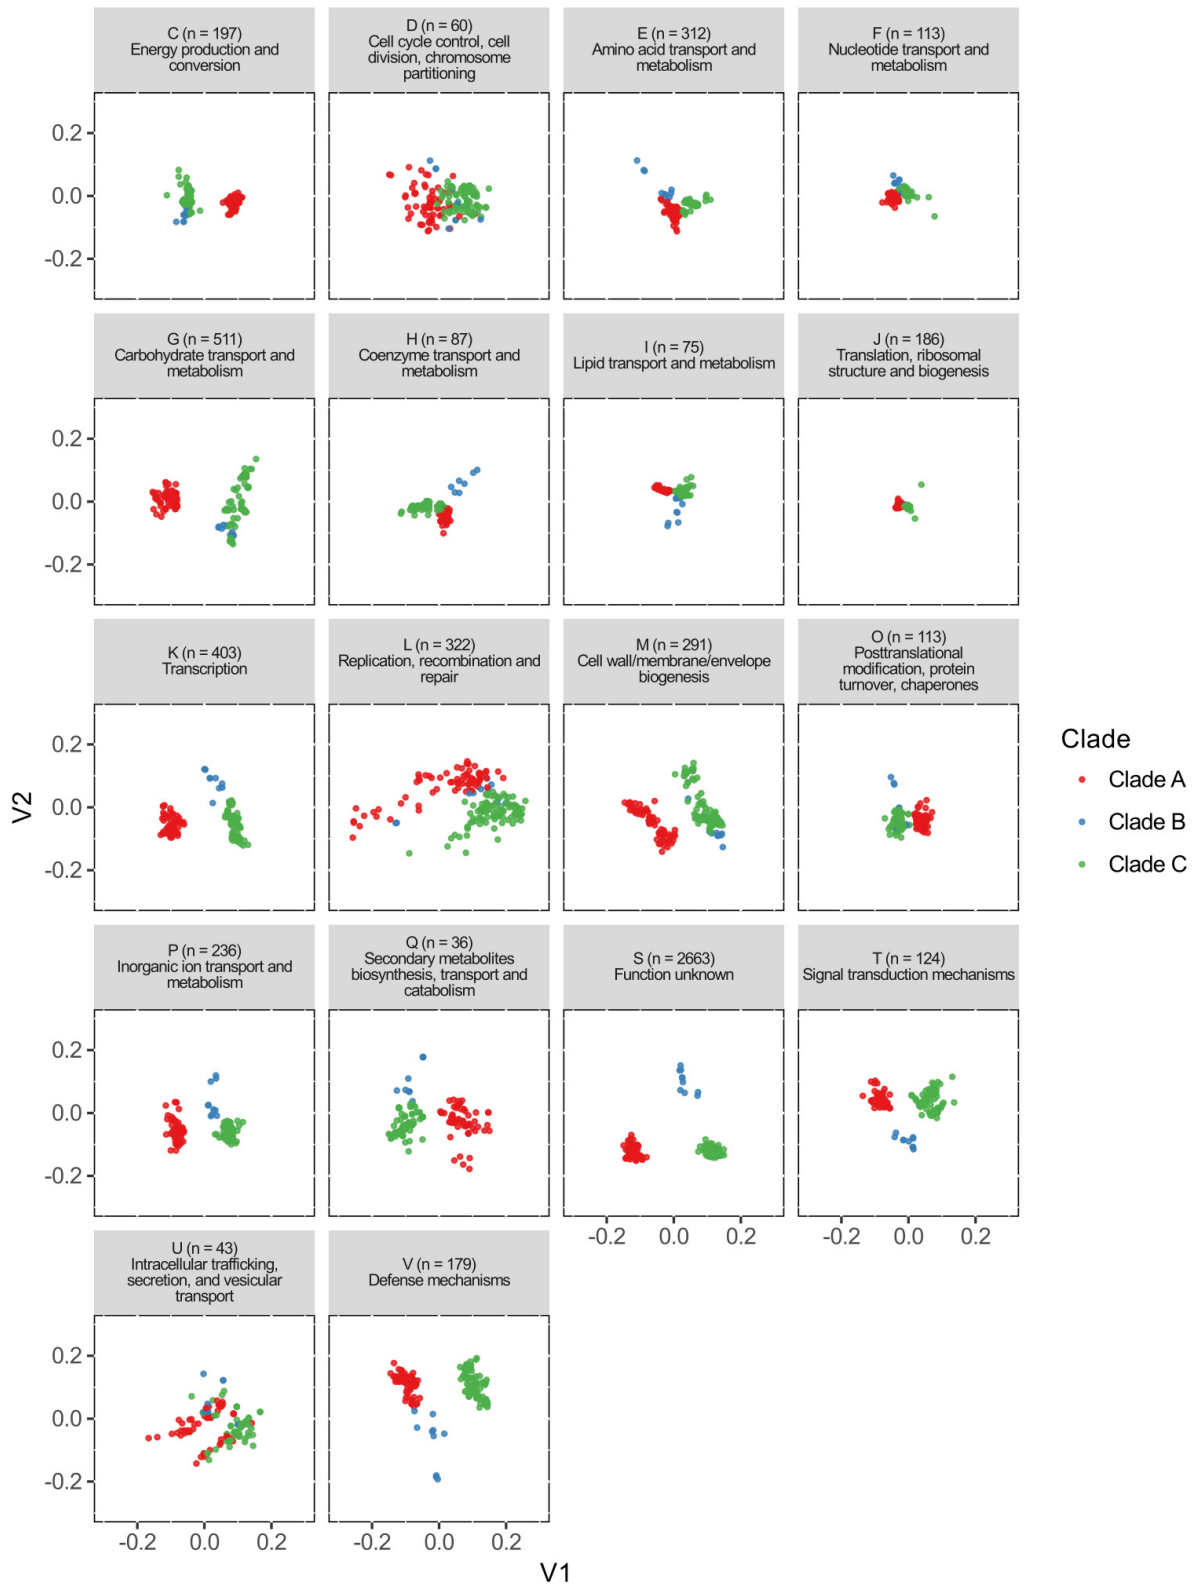 C (n = 197)
Energy production and
conversion
D (n = 60)
Cell cycle control, cell
division, chromosome
partitioning
E (n = 312)
Amino acid transport and
metabolism
F (n = 113)
Nucleotide transport and
metabolism
0.2
0.0
-0.2
G (n = 511)
Carbohydrate transport and
metabolism
H (n = 87)
Coenzyme transport and
metabolism
I (n = 75)
Lipid transport and metabolism
J (n = 186)
Translation, ribosomal
structure and biogenesis
0.2
0.0
-0.2
K (n = 403)
Transcription
L (n = 322)
Replication, recombination and
repair
M (n = 291)
Cell wall/membrane/envelope
biogenesis
O (n = 113)
Posttranslational
modification, protein
turnover, chaperones
0.2
0.0
-0.2
V2
Clade
Clade A
Clade B
Clade C
P (n = 236)
Inorganic ion transport and
metabolism
Q (n = 36)
Secondary metabolites
biosynthesis, transport and
catabolism
S (n = 2663)
Function unknown
T (n = 124)
Signal transduction mechanisms
0.2
0.0
-0.2
-0.2 0.0 0.2
-0.2 0.0 0.2
U (n = 43)
Intracellular trafficking,
secretion, and vesicular
transport
V (n = 179)
Defense mechanisms
0.2
0.0
-0.2
-0.2 0.0 0.2
-0.2 0.0 0.2
V1